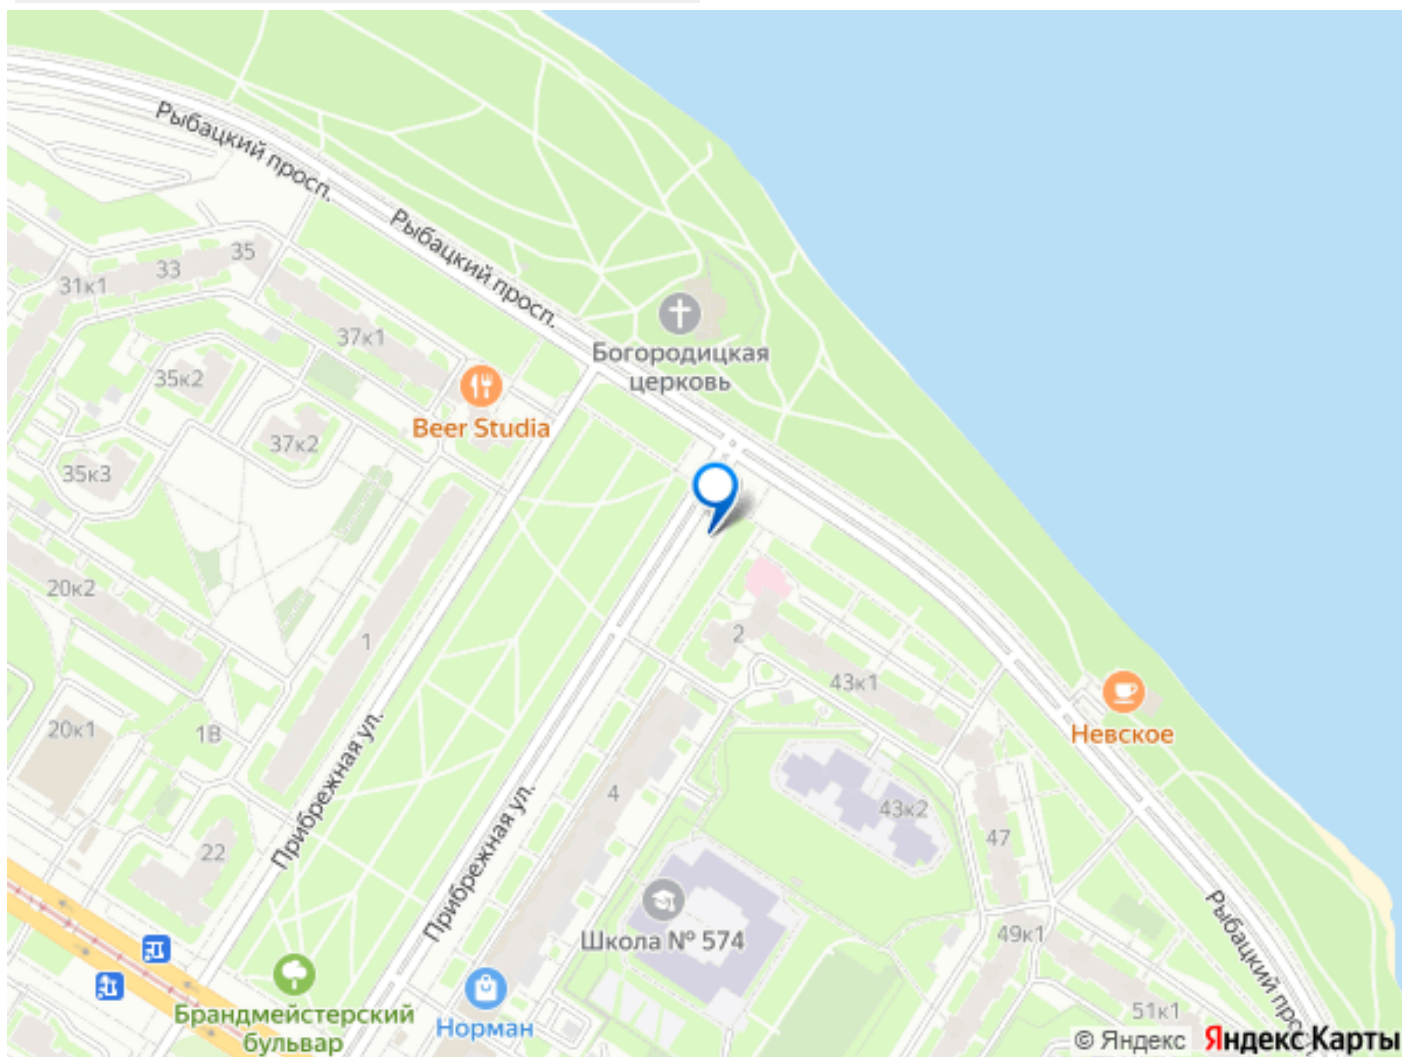 Рыбацкий просп.
Рыбацкий просп.
35
33
31к1
37к1
Богородицкая
церковь
35к2
Beer Studia
37к2
35к3
20к2
1
2
43к1
Невское
20к1
1В
Прибрежная ул.
4
43к2
Прибрежная ул.
47
22
Рыбацкий прос
Школа № 574
49к1
Брандмейстерский
бульвар
Норман
51к1
© Яндекс Яндекс Карты